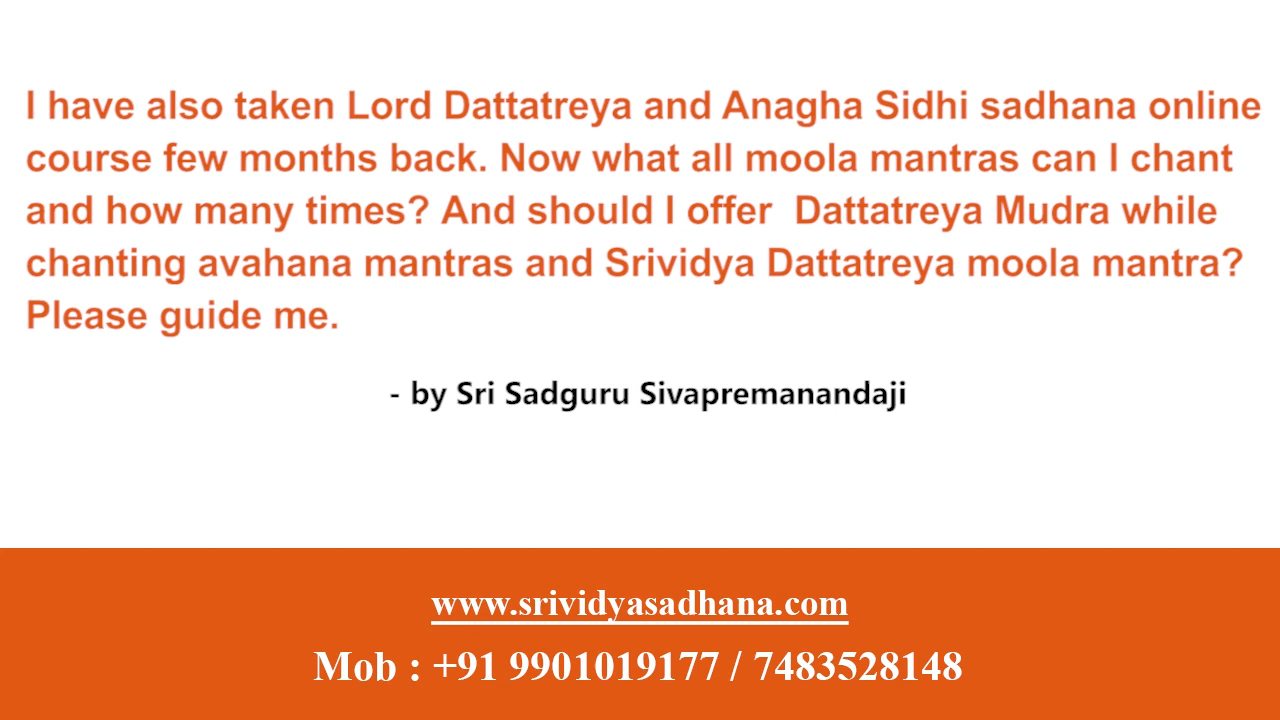 I have also taken Lord Dattatreya and Anagha Sidhi sadhana online
course few months back. Now what all moola mantras can I chant
and how many times? And should I offer  Dattatreya Mudra while
chanting avahana mantras and Srividya Dattatreya moola mantra?
Please guide me.
- by Sri Sadguru Sivapremanandaji
www.srividyasadhana.com
Mob : +91 9901019177 / 7483528148